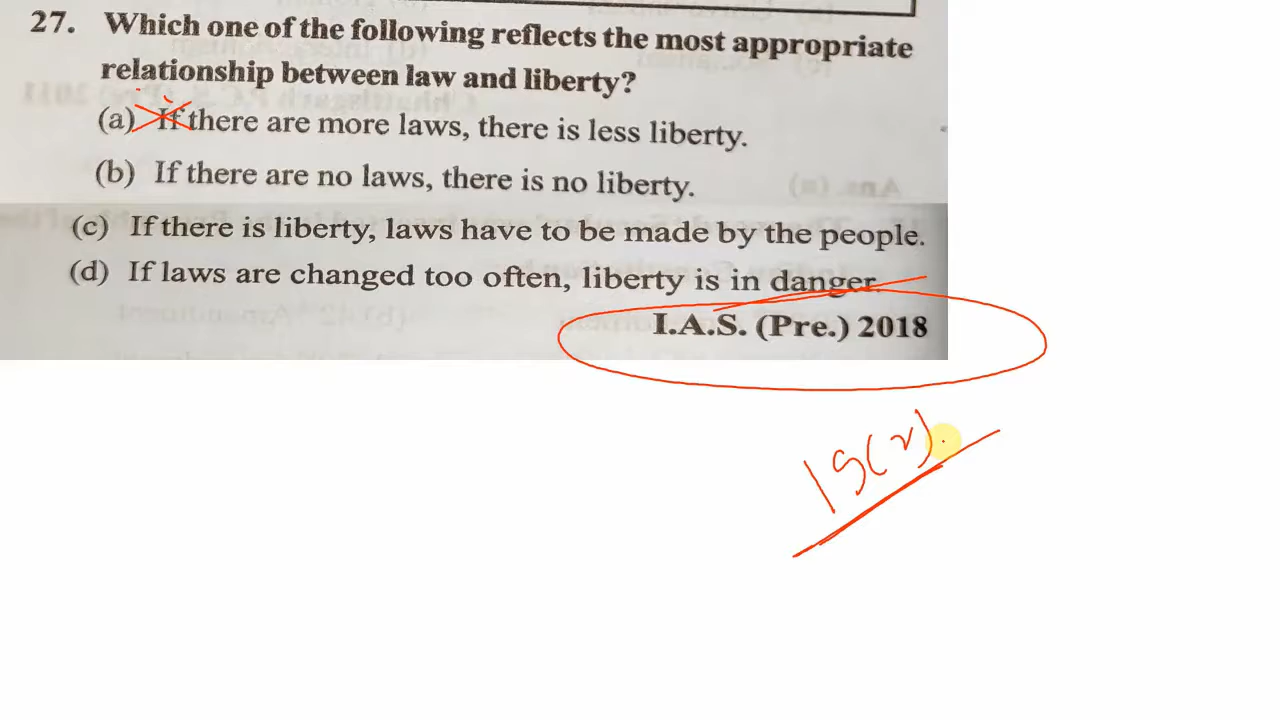 27. Which one of the following reflects the most appropriate
relationship between law and liberty?
(a) If there are more laws, there is less liberty.
(b) If there are no laws, there is no liberty.
(c) If there is liberty, laws have to be made by the people.
(d) If laws are changed too often, liberty is in danger.
I.A.S. (Pre.) 2018